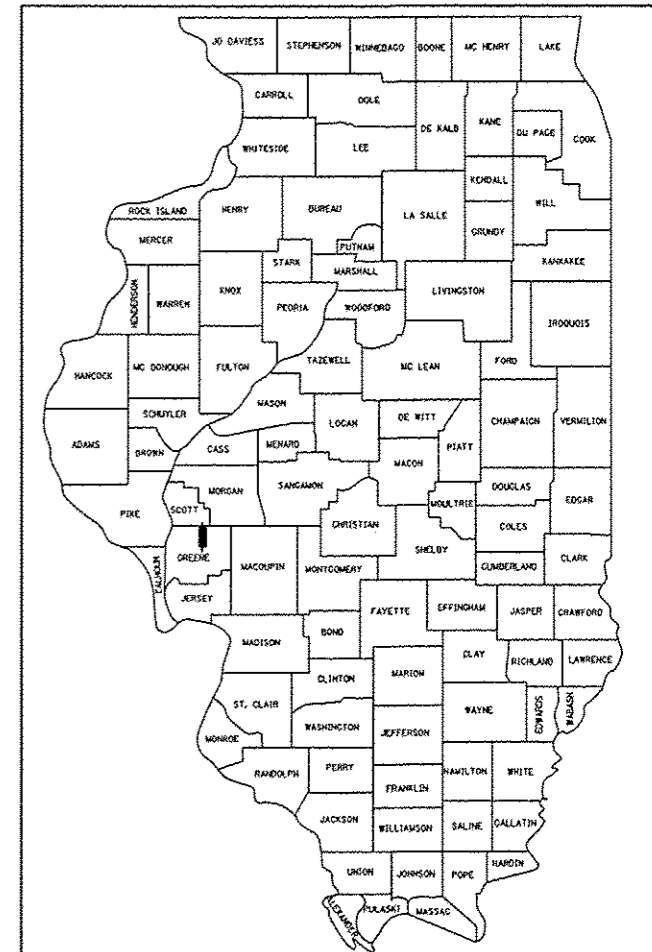 JO DAVIESS STEPHENSON WINNEBAGO BOONE MC HENRY LAKE
CARROLL OGLE DE KALB KANE DU PAGE COOK
WHITESIDE LEE KENDALL WILL
ROCK ISLAND HENRY BUREAU LA SALLE GRUNDY
MERCER PUTNAM KANKAKEE
STARK MARSHALL
HENDERSON WARREN KNOX PEORIA WOODFORD LIVINGSTON IROQUOIS
HANCOCK MC DONOUGH FULTON TAZEWELL MC LEAN FORD
SCHUYLER MASON LOGAN DE WITT CHAMPAIGN VERMILION
ADAMS BROWN CASS MENARD MACON PIATT
PIKE SCOTT MORGAN SANGAMON CHRISTIAN MOULTRIE DOUGLAS EDGAR
COLES
CALHOUN GREENE MACOUPIN MONTGOMERY SHELBY CUMBERLAND CLARK
JERSEY FAYETTE EFFINGHAM JASPER CRAWFORD
MADISON BOND CLAY RICHLAND LAWRENCE
CLINTON MARION
ST. CLAIR WAYNE EDWARDS WABASH
MONROE WASHINGTON JEFFERSON
RANDOLPH PERRY FRANKLIN HAMILTON WHITE
JACKSON WILLIAMSON SALINE GALLATIN
UNION JOHNSON POPE HARDIN
ALEXANDER PULASKI MASSAC